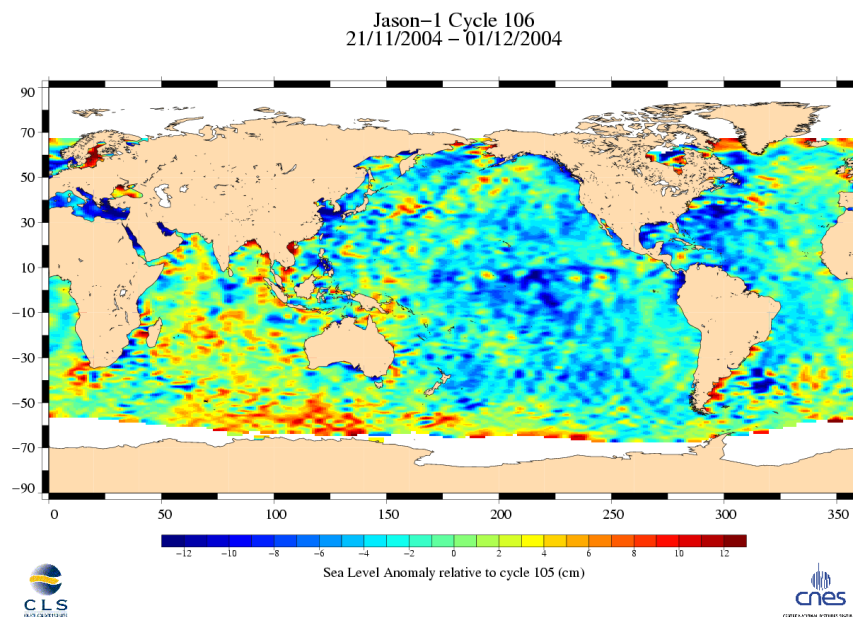 Jason−1 Cycle 106
21/11/2004 − 01/12/2004
90
70
50
30
10
−10
−30
−50
−70
−90
0 50 100 150 200 250 300 350
−12 −10 −8 −6 −4 −2 0 2 4 6 8 10 12
Sea Level Anomaly relative to cycle 105 (cm)
CLS
cnes